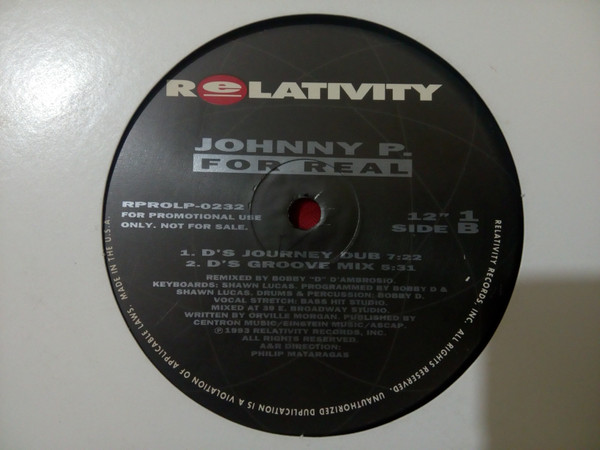 RELATIVITY
JOHNNY P.
FOR REAL
RPROLP-0232
FOR PROMOTIONAL USE
ONLY. NOT FOR SALE.
12" 1
SIDE B
1. D'S JOURNEY DUB 7:22
2. D'S GROOVE MIX 5:31
REMIXED BY BOBBY "D" D'AMBROSIO.
KEYBOARDS: SHAWN LUCAS. PROGRAMMED BY BOBBY D &
SHAWN LUCAS. DRUMS & PERCUSSION: BOBBY D.
VOCAL STRETCH: BASS HIT STUDIO.
MIXED AT 39 E. BROADWAY STUDIO.
WRITTEN BY ORVILLE MORGAN. PUBLISHED BY
CENTRON MUSIC/EINSTEIN MUSIC/ASCAP.
℗©1993 RELATIVITY RECORDS, INC.
ALL RIGHTS RESERVED.
A&R DIRECTION:
PHILIP MATARAGAS
RELATIVITY RECORDS, INC. ALL RIGHTS RESERVED. UNAUTHORIZED DUPLICATION IS A VIOLATION OF APPLICABLE LAWS. MADE IN THE U.S.A.